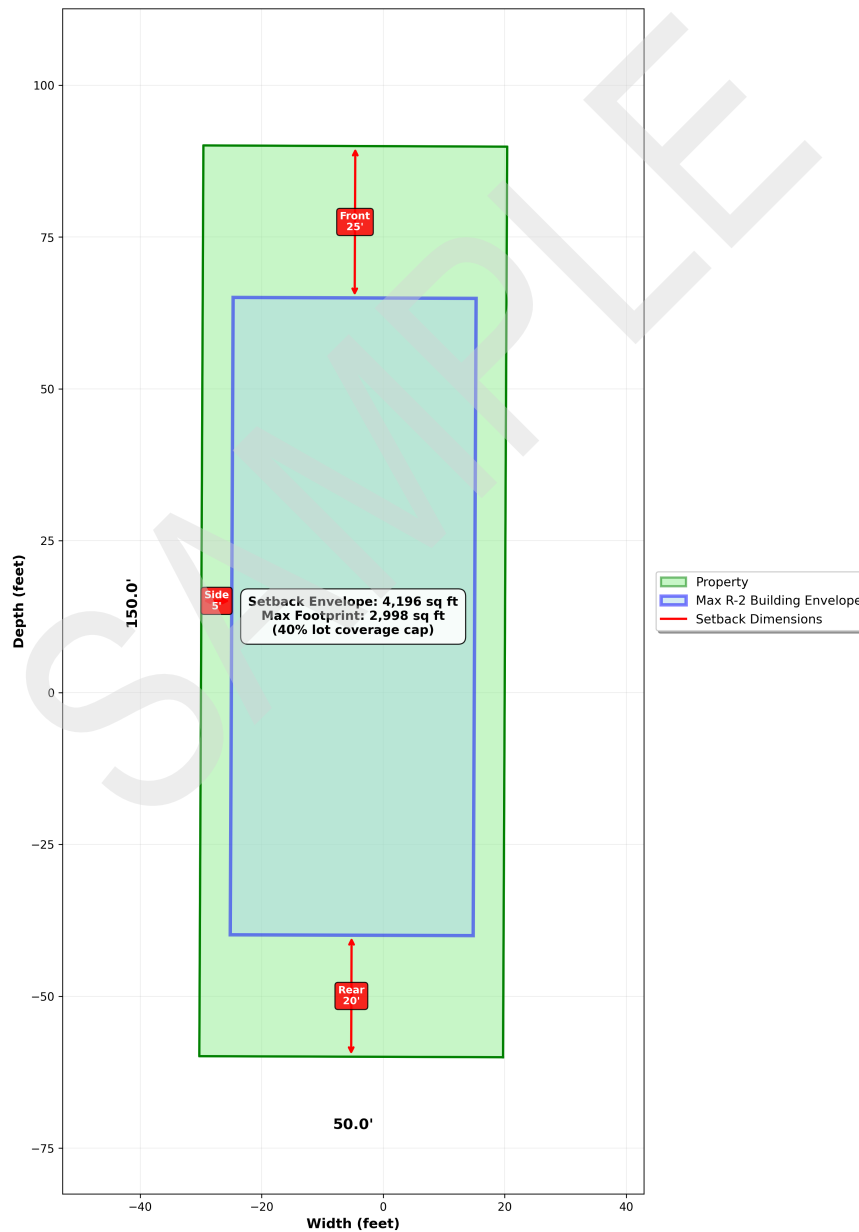 100
75
50
25
0
−25
−50
−75
−40
−20
0
20
40
Depth (feet)
Width (feet)
Front
25'
Side
5'
Rear
20'
150.0'
50.0'
Setback Envelope: 4,196 sq ft
Max Footprint: 2,998 sq ft
(40% lot coverage cap)
Property
Max R-2 Building Envelope
Setback Dimensions
SAMPLE